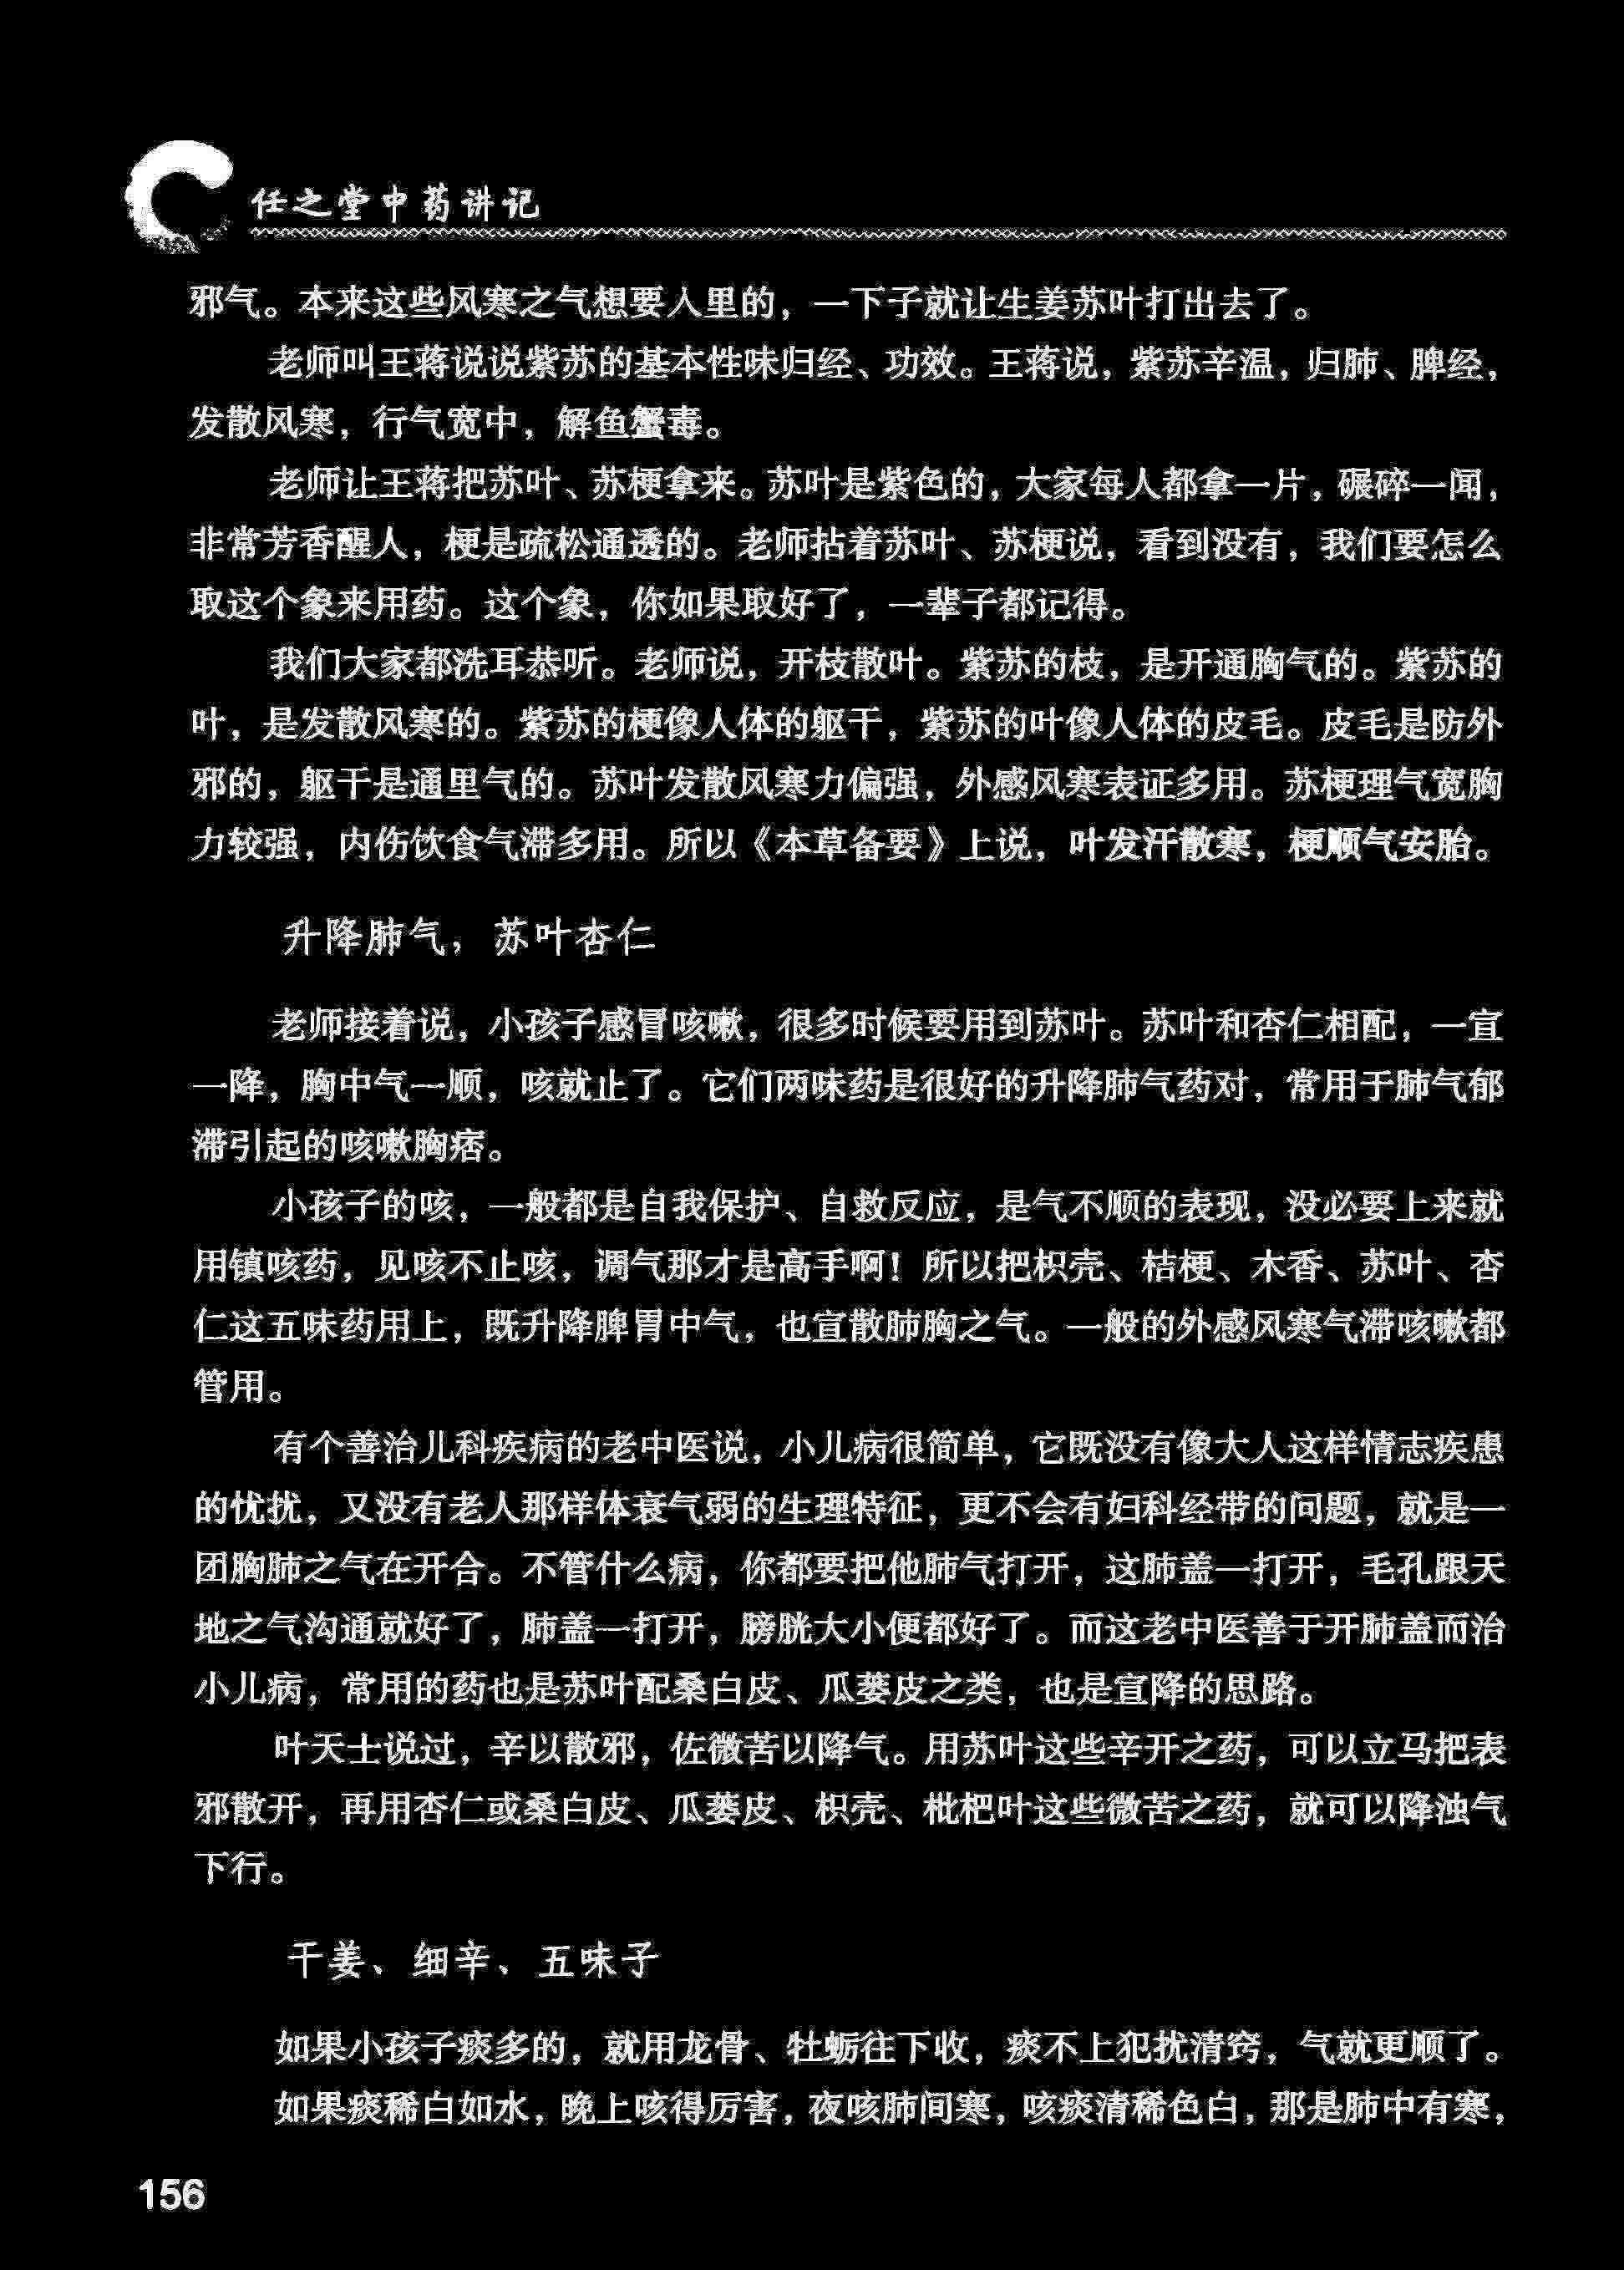 任之堂中药讲记
邪气。本来这些风寒之气想要入里的，一下子就让生姜苏叶打出去了。
老师叫王蒋说说紫苏的基本性味归经、功效。王蒋说，紫苏辛温，归肺、脾经，
发散风寒，行气宽中，解鱼蟹毒。
老师让王蒋把苏叶、苏梗拿来。苏叶是紫色的，大家每人都拿一片，碾碎一闻，
非常芳香醒人，梗是疏松通透的。老师拈着苏叶、苏梗说，看到没有，我们要怎么
取这个象来用药。这个象，你如果取好了，一辈子都记得。
我们大家都洗耳恭听。老师说，开枝散叶。紫苏的枝，是开通胸气的。紫苏的
叶，是发散风寒的。紫苏的梗像人体的躯干，紫苏的叶像人体的皮毛。皮毛是防外
邪的，躯干是通里气的。苏叶发散风寒力偏强，外感风寒表证多用。苏梗理气宽胸
力较强，内伤饮食气滞多用。所以《本草备要》上说，叶发汗散寒，梗顺气安胎。
升降肺气，苏叶杏仁
老师接着说，小孩子感冒咳嗽，很多时候要用到苏叶。苏叶和杏仁相配，一宣
一降，胸中气一顺，咳就止了。它们两味药是很好的升降肺气药对，常用于肺气郁
滞引起的咳嗽胸痞。
小孩子的咳，一般都是自我保护、自救反应，是气不顺的表现，没必要上来就
用镇咳药，见咳不止咳，调气那才是高手啊！所以把枳壳、桔梗、木香、苏叶、杏
仁这五味药用上，既升降脾胃中气，也宣散肺胸之气。一般的外感风寒气滞咳嗽都
管用。
有个善治儿科疾病的老中医说，小儿病很简单，它既没有像大人这样情志疾患
的忧扰，又没有老人那样体衰气弱的生理特征，更不会有妇科经带的问题，就是一
团胸肺之气在开合。不管什么病，你都要把他肺气打开，这肺盖一打开，毛孔跟天
地之气沟通就好了，肺盖一打开，膀胱大小便都好了。而这老中医善于开肺盖而治
小儿病，常用的药也是苏叶配桑白皮、瓜蒌皮之类，也是宣降的思路。
叶天士说过，辛以散邪，佐微苦以降气。用苏叶这些辛开之药，可以立马把表
邪散开，再用杏仁或桑白皮、瓜蒌皮、枳壳、枇杷叶这些微苦之药，就可以降浊气
下行。
干姜、细辛、五味子
如果小孩子痰多的，就用龙骨、牡蛎往下收，痰不上犯扰清窍，气就更顺了。
如果痰稀白如水，晚上咳得厉害，夜咳肺间寒，咳痰清稀色白，那是肺中有寒，
156